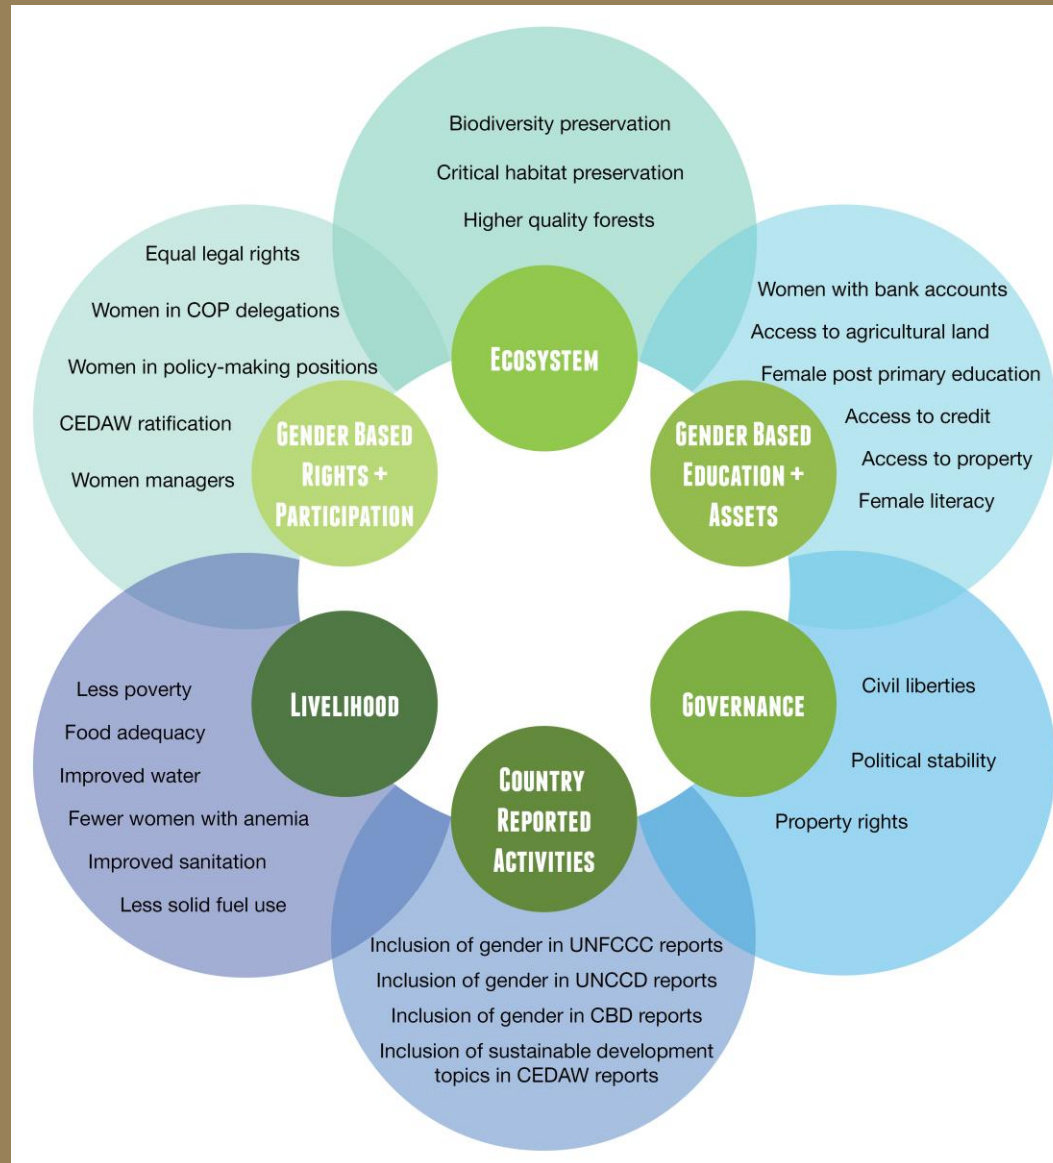 Biodiversity preservation
Critical habitat preservation
Higher quality forests
ECOSYSTEM
Women with bank accounts
Access to agricultural land
Female post primary education
Access to credit
Access to property
Female literacy
GENDER BASED
EDUCATION +
ASSETS
Civil liberties
Political stability
Property rights
GOVERNANCE
COUNTRY
REPORTED
ACTIVITIES
Inclusion of gender in UNFCCC reports
Inclusion of gender in UNCCD reports
Inclusion of gender in CBD reports
Inclusion of sustainable development
topics in CEDAW reports
LIVELIHOOD
Less poverty
Food adequacy
Improved water
Fewer women with anemia
Improved sanitation
Less solid fuel use
Equal legal rights
Women in COP delegations
Women in policy-making positions
CEDAW ratification
Women managers
GENDER BASED
RIGHTS +
PARTICIPATION